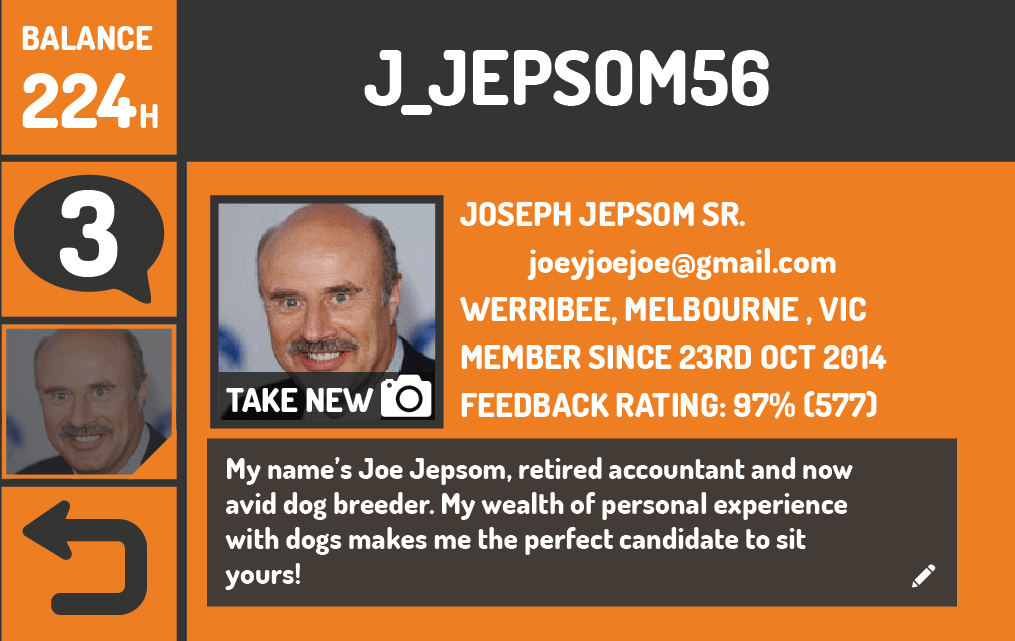 BALANCE
224H
J_JEPSOM56
3
JOSEPH JEPSOM SR.
joeyjoejoe@gmail.com
WERRIBEE, MELBOURNE , VIC
MEMBER SINCE 23RD OCT 2014
FEEDBACK RATING: 97% (577)
TAKE NEW
My name's Joe Jepsom, retired accountant and now
avid dog breeder. My wealth of personal experience
with dogs makes me the perfect candidate to sit
yours!